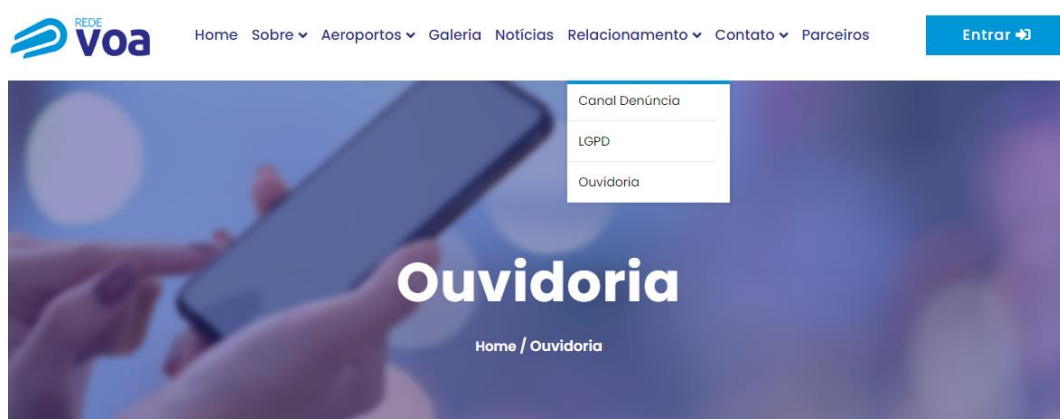 REDE
voa
Home Sobre Aeroportos Galeria Notícias Relacionamento Contato Parceiros Entrar
Canal Denúncia
LGPD
Ouvidoria
Ouvidoria
Home / Ouvidoria